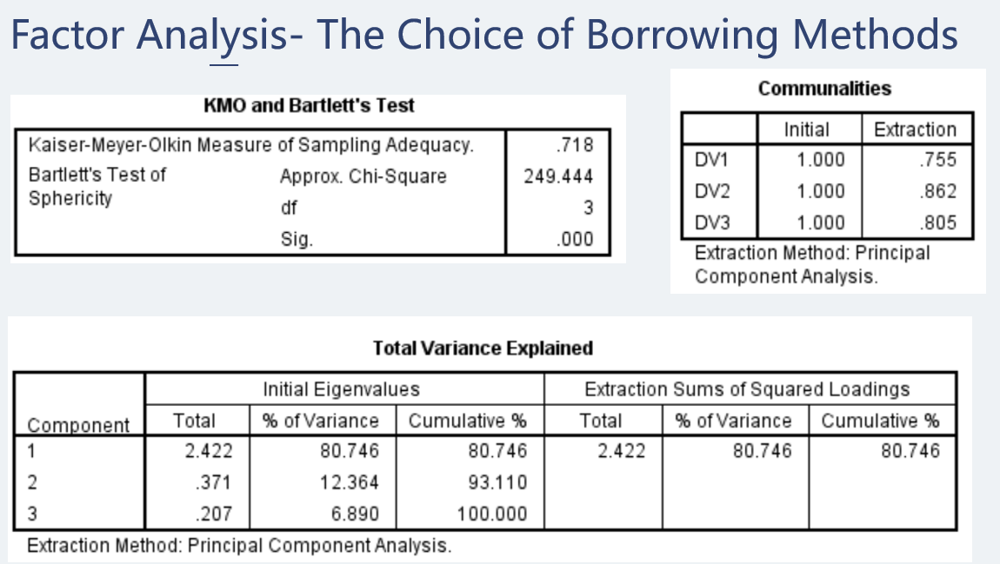 Factor Analysis- The Choice of Borrowing Methods
KMO and Bartlett's Test
Kaiser-Meyer-Olkin Measure of Sampling Adequacy. .718
Bartlett's Test of Sphericity Approx. Chi-Square 249.444
df 3
Sig. .000
Communalities
Initial Extraction
DV1 1.000 .755
DV2 1.000 .862
DV3 1.000 .805
Extraction Method: Principal
Component Analysis.
Total Variance Explained
Initial Eigenvalues Extraction Sums of Squared Loadings
Component Total % of Variance Cumulative % Total % of Variance Cumulative %
1 2.422 80.746 80.746 2.422 80.746 80.746
2 .371 12.364 93.110
3 .207 6.890 100.000
Extraction Method: Principal Component Analysis.